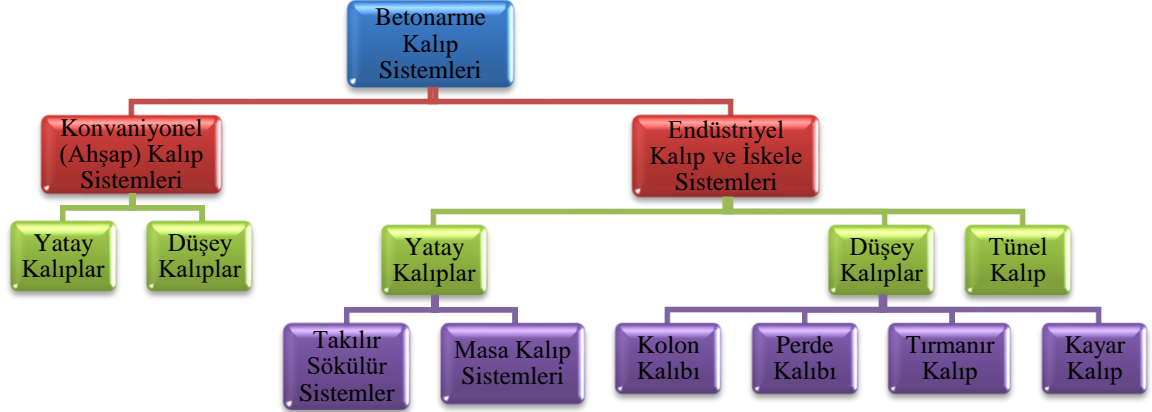 Betonarme
Kalıp
Sistemleri
Konvaniyonel
(Ahşap) Kalıp
Sistemleri
Endüstriyel
Kalıp ve İskele
Sistemleri
Yatay
Kalıplar
Düşey
Kalıplar
Yatay
Kalıplar
Düşey
Kalıplar
Tünel
Kalıp
Takılır
Sökülür
Sistemler
Masa Kalıp
Sistemleri
Kolon
Kalıbı
Perde
Kalıbı
Tırmanır
Kalıp
Kayar
Kalıp